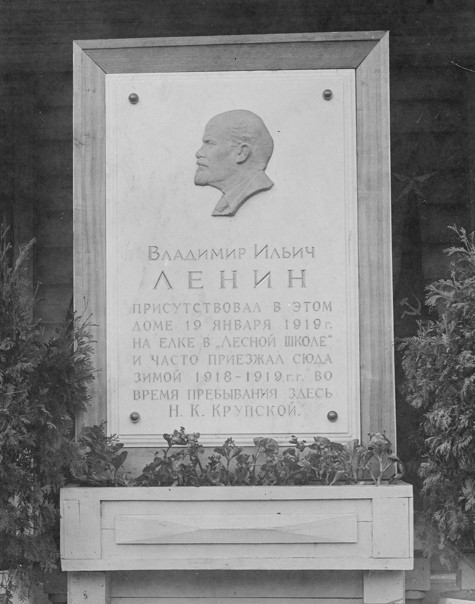 Владимир Ильич
ЛЕНИН
ПРИСУТСТВОВАЛ В ЭТОМ
ДОМЕ 19 ЯНВАРЯ 1919 г.
НА ЕЛКЕ В „ЛЕСНОЙ ШКОЛЕ"
И ЧАСТО ПРИЕЗЖАЛ СЮДА
ЗИМОЙ 1918-1919 г.г. ВО
ВРЕМЯ ПРЕБЫВАНИЯ ЗДЕСЬ
Н. К. КРУПСКОЙ.